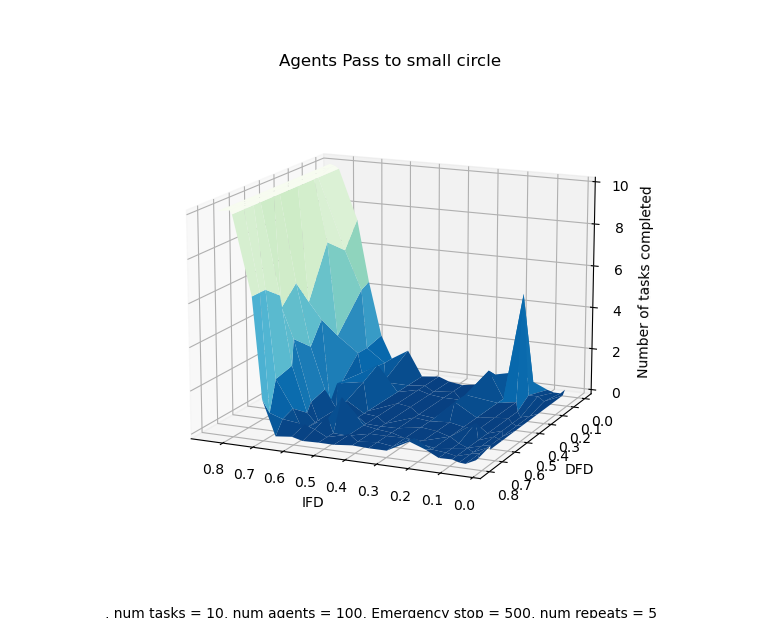 Agents Pass to small circle
10
8
6
4
2
0
Number of tasks completed
0.8 0.7 0.6 0.5 0.4 0.3 0.2 0.1 0.0
IFD
0.0
0.1
0.2
0.3
0.4
0.5
0.6
0.7
0.8
DFD
. num tasks = 10. num agents = 100. Emergency stop = 500. num repeats = 5